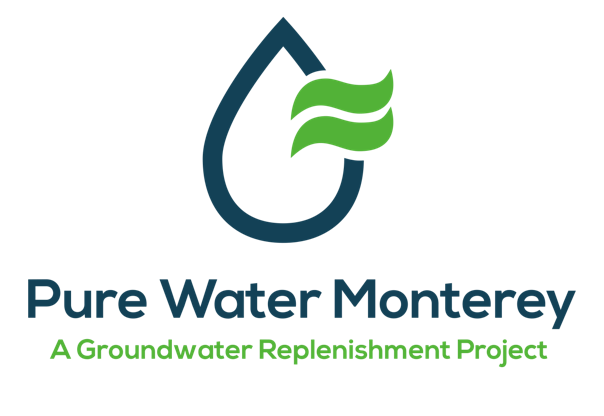 Pure Water Monterey
A Groundwater Replenishment Project